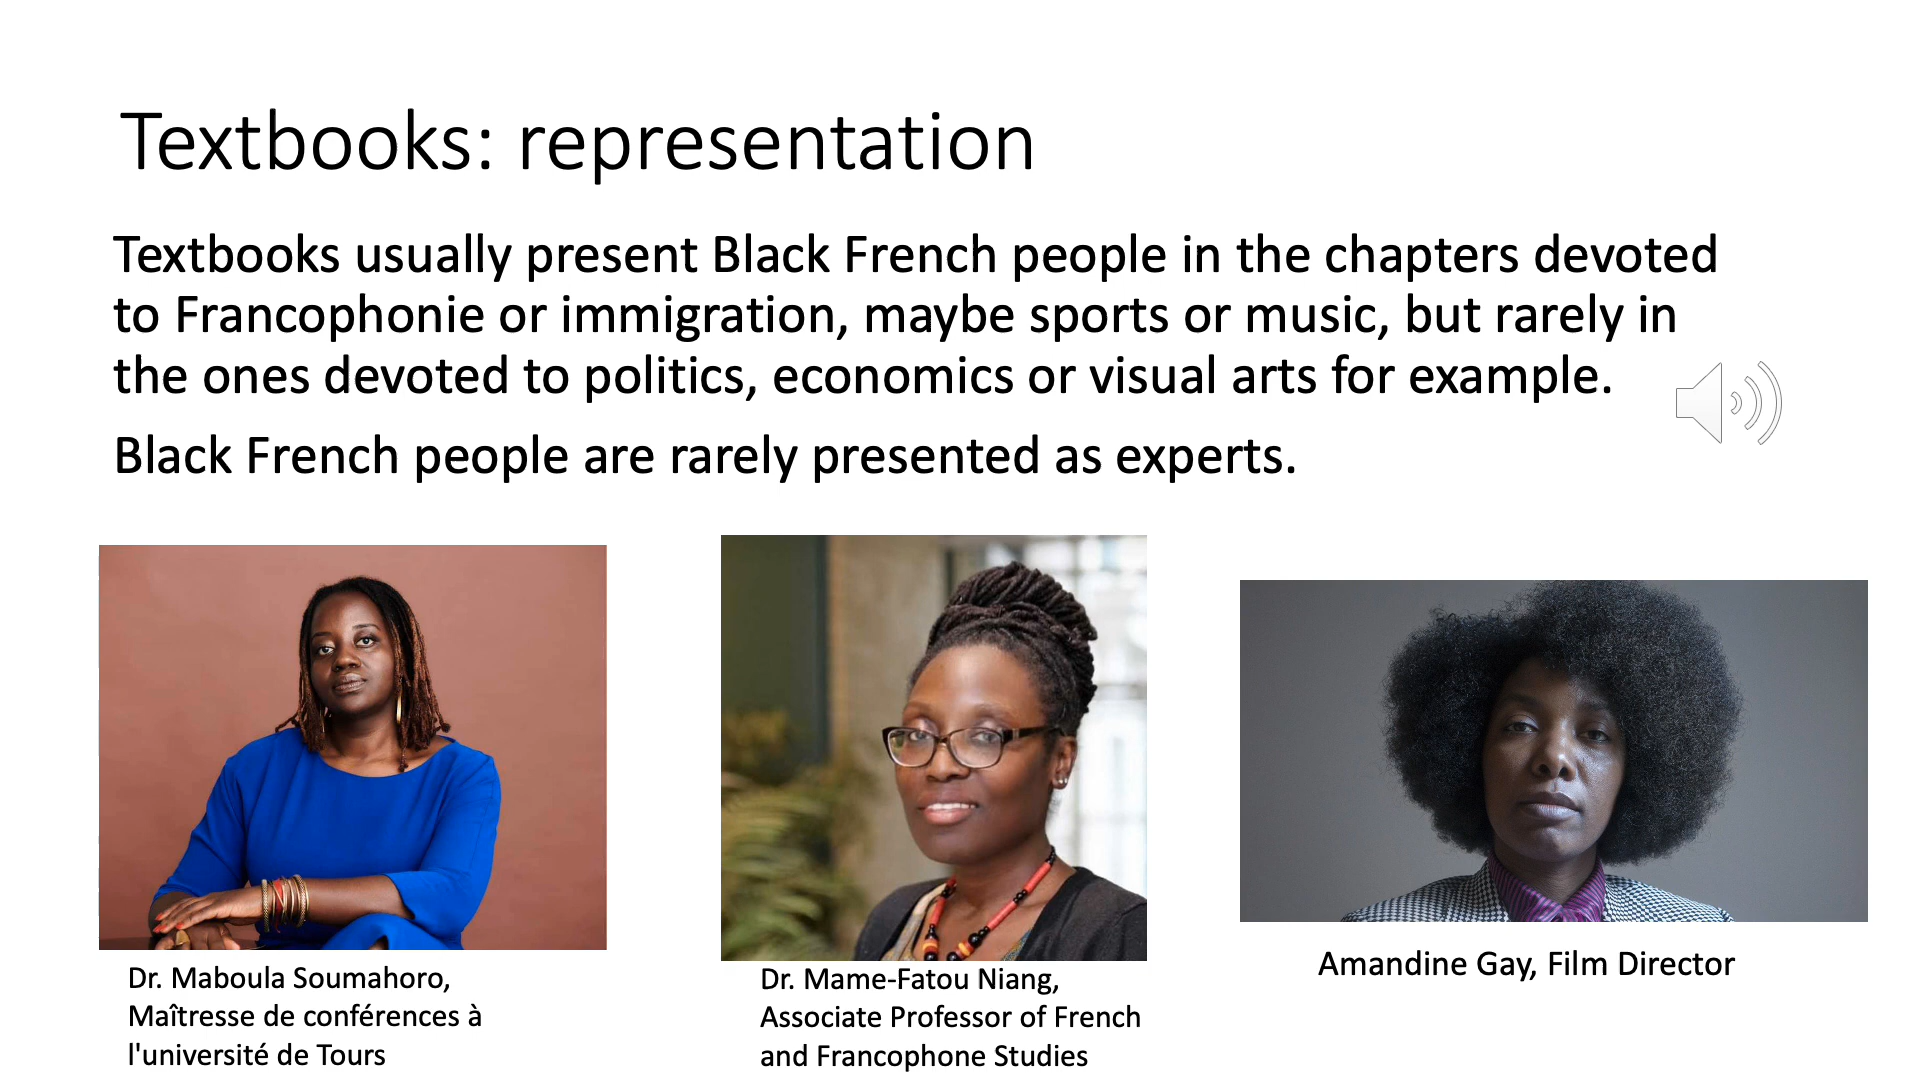 Textbooks: representation
Textbooks usually present Black French people in the chapters devoted
to Francophonie or immigration, maybe sports or music, but rarely in
the ones devoted to politics, economics or visual arts for example.
Black French people are rarely presented as experts.
Dr. Maboula Soumahoro,
Maîtresse de conférences à
l'université de Tours
Dr. Mame-Fatou Niang,
Associate Professor of French
and Francophone Studies
Amandine Gay, Film Director